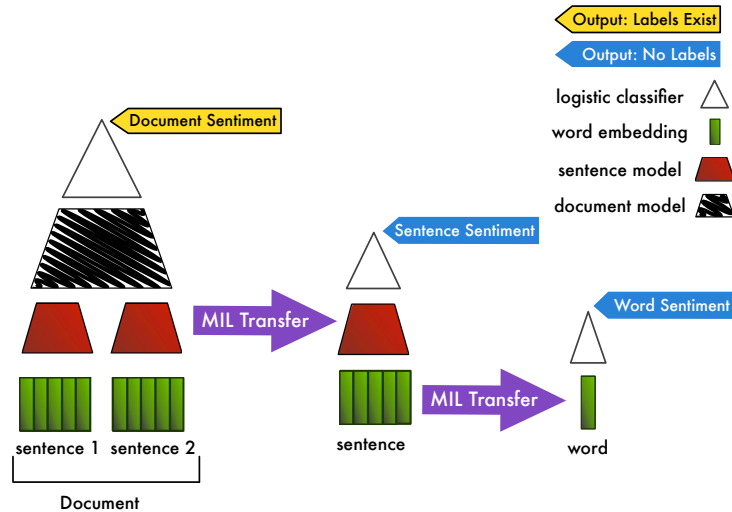 Output: Labels Exist
Output: No Labels
logistic classifier
word embedding
sentence model
document model
Document Sentiment
Sentence Sentiment
Word Sentiment
MIL Transfer
MIL Transfer
sentence 1
sentence 2
sentence
word
Document